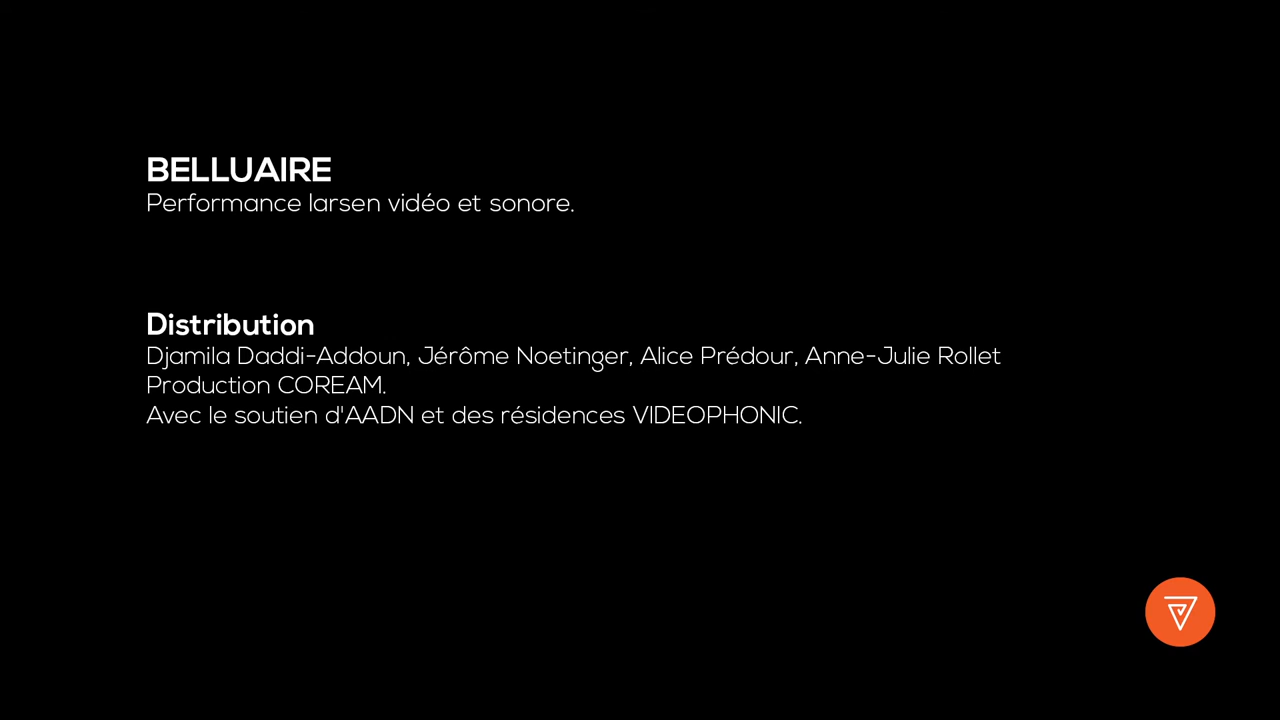 BELLUAIRE
Performance larsen vidéo et sonore.
Distribution
Djamila Daddi-Addoun, Jérôme Noetinger, Alice Prédour, Anne-Julie Rollet
Production COREAM.
Avec le soutien d'AADN et des résidences VIDEOPHONIC.